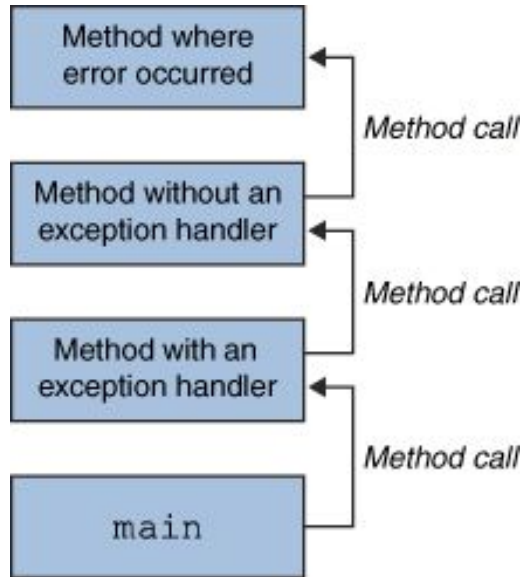 Method where
error occurred
Method call
Method without an
exception handler
Method call
Method with an
exception handler
Method call
main